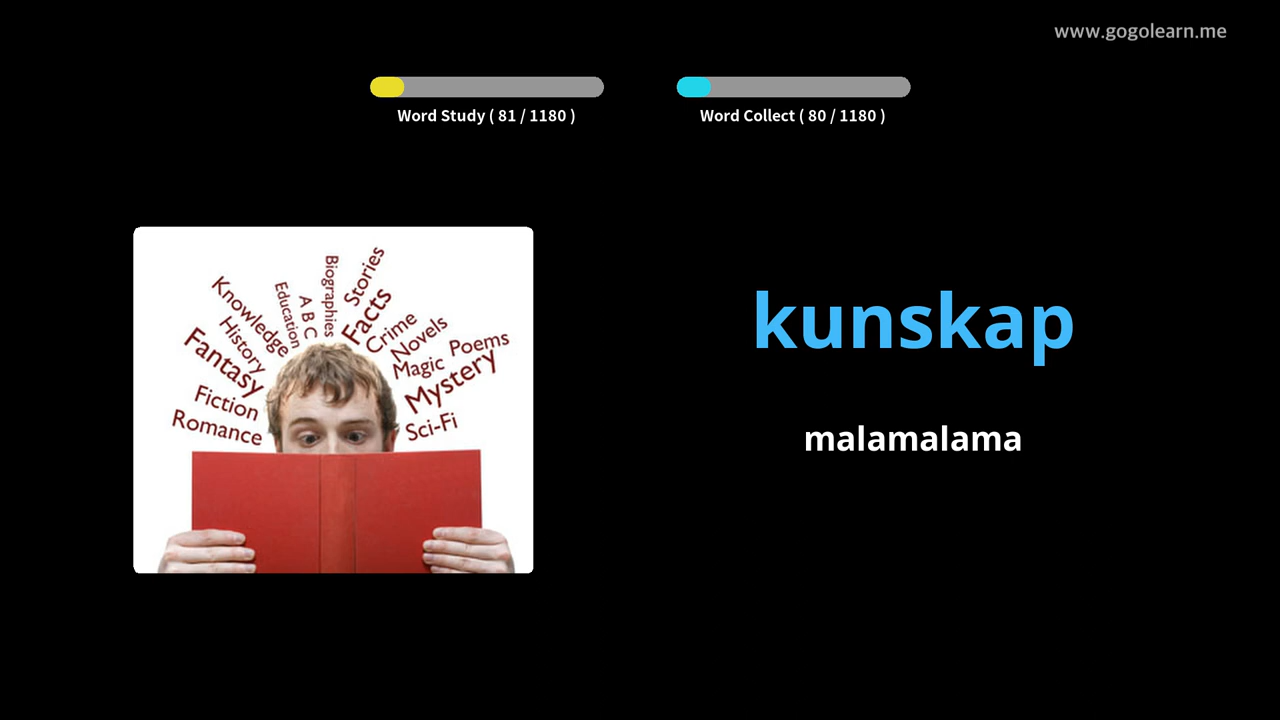 www.gogolearn.me
Word Study ( 81 / 1180 )
Word Collect ( 80 / 1180 )
Romance
Fiction
Fantasy
History
Knowledge
Education
A B C
Biographies
Stories
Facts
Crime
Novels
Magic
Poems
Mystery
Sci-Fi
kunskap
malamalama